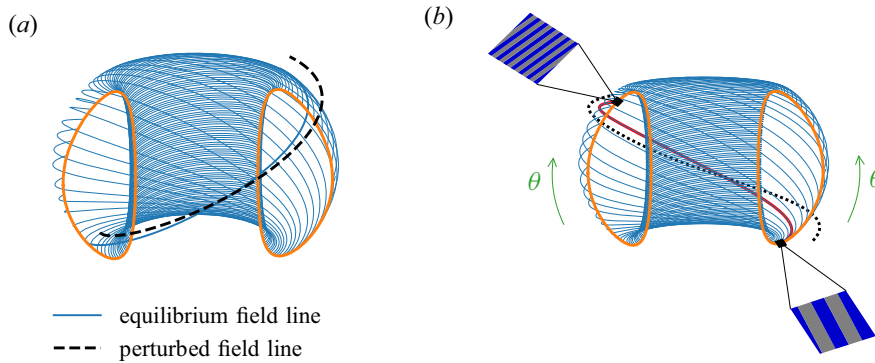 (a)
(b)
θ
θ
equilibrium field line
perturbed field line